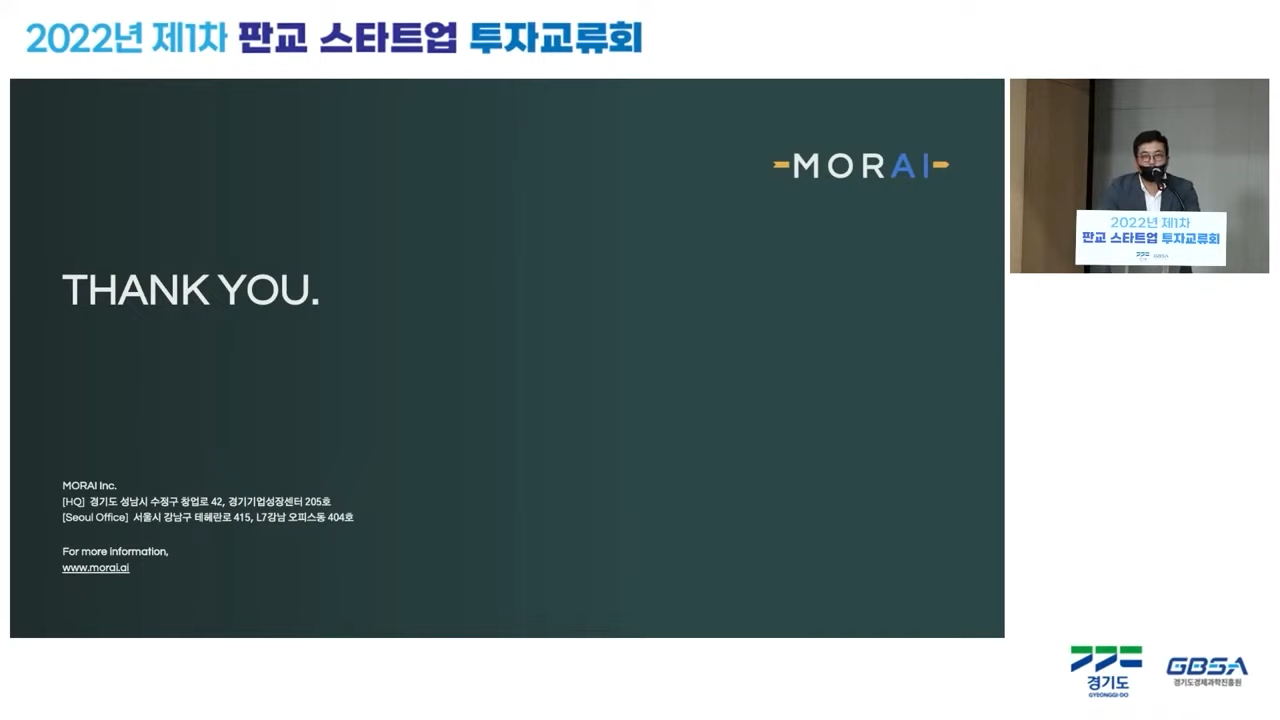 2022년 제1차 판교 스타트업 투자교류회
MORAI
THANK YOU.
MORAI Inc.
[HQ] 경기도 성남시 수정구 창업로 42, 경기기업성장센터 205호
[Seoul Office] 서울시 강남구 테헤란로 415, L7강남 오피스동 404호
For more information,
www.morai.ai
2022년 제1차
판교 스타트업 투자교류회
GBSA
경기도
GYEONGGI-DO
GBSA
경기도경제과학진흥원